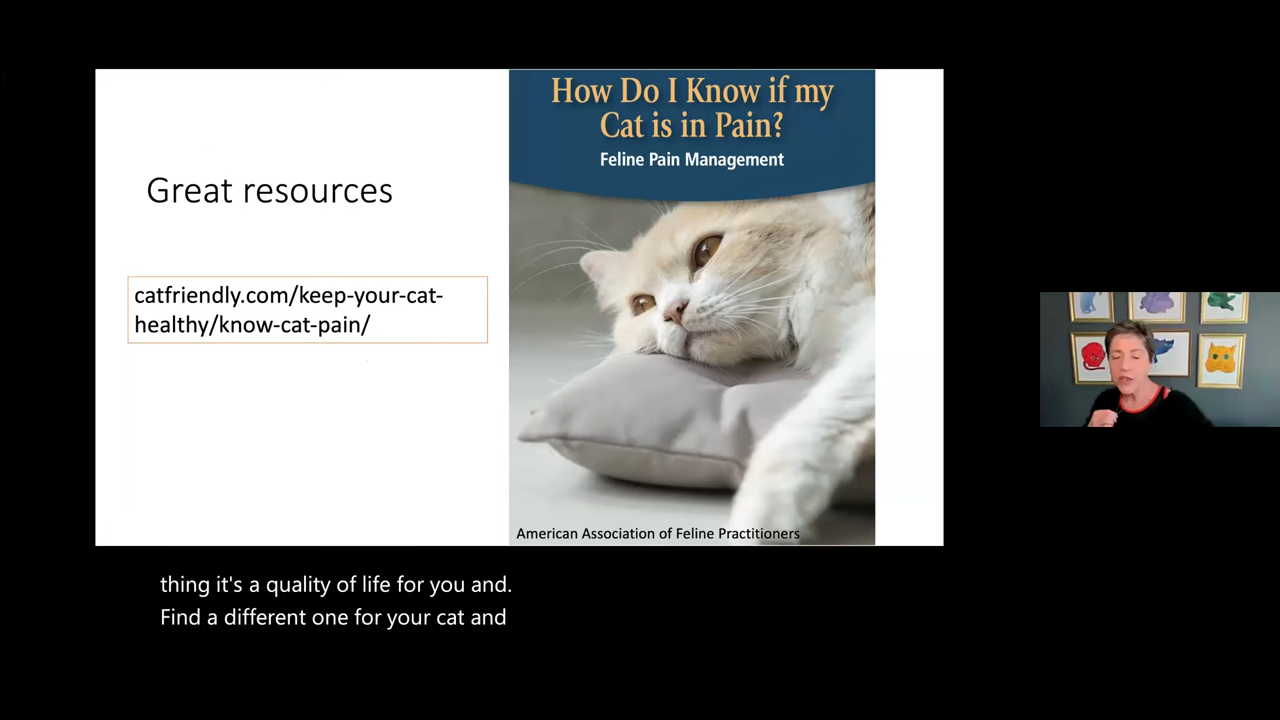 Great resources
catfriendly.com/keep-your-cat-
healthy/know-cat-pain/
How Do I Know if my
Cat is in Pain?
Feline Pain Management
American Association of Feline Practitioners
thing it's a quality of life for you and.
Find a different one for your cat and